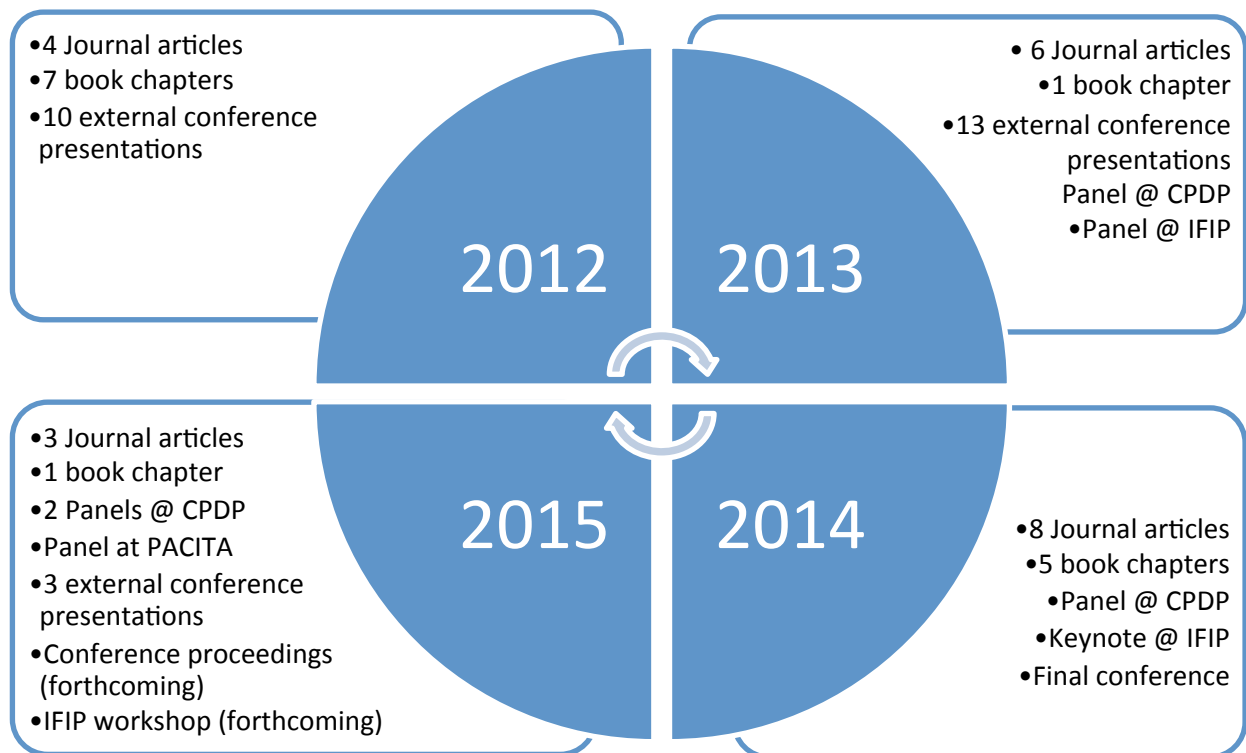 •4 Journal articles
•7 book chapters
•10 external conference
presentations
2012
• 6 Journal articles
•1 book chapter
•13 external conference
presentations
Panel @ CPDP
•Panel @ IFIP
2013
•3 Journal articles
•1 book chapter
•2 Panels @ CPDP
•Panel at PACITA
•3 external conference
presentations
•Conference proceedings
(forthcoming)
•IFIP workshop (forthcoming)
2015
2014
•8 Journal articles
•5 book chapters
•Panel @ CPDP
•Keynote @ IFIP
•Final conference